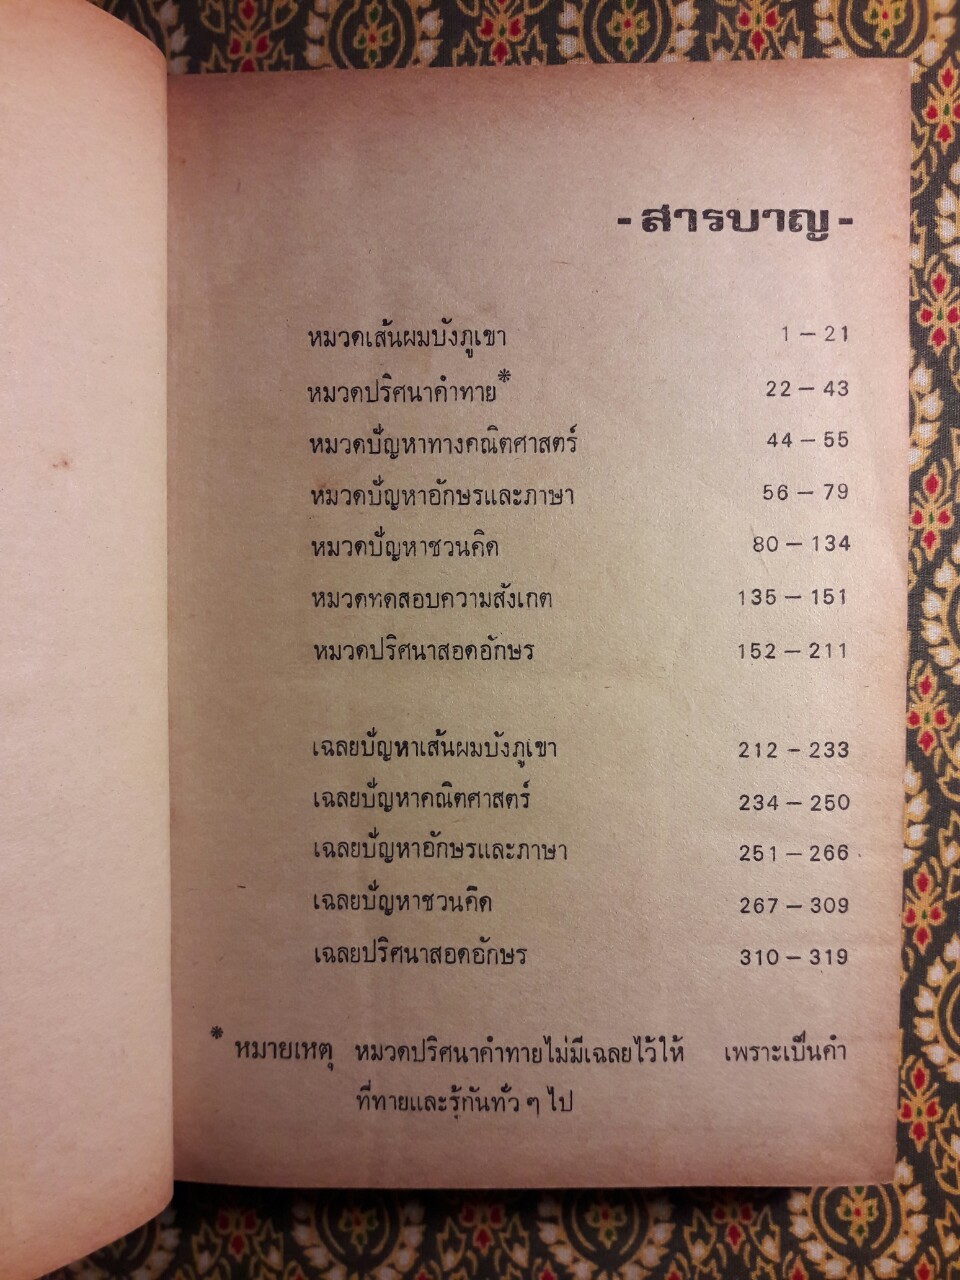 - สารบาญ -
หมวดเส้นผมบังภูเขา 1 – 21
หมวดปริศนาคำทาย* 22 – 43
หมวดปัญหาทางคณิตศาสตร์ 44 – 55
หมวดปัญหาอักษรและภาษา 56 – 79
หมวดปัญหาชวนคิด 80 – 134
หมวดทดสอบความสังเกต 135 – 151
หมวดปริศนาสอดอักษร 152 – 211
เฉลยปัญหาเส้นผมบังภูเขา 212 – 233
เฉลยปัญหาคณิตศาสตร์ 234 – 250
เฉลยปัญหาอักษรและภาษา 251 – 266
เฉลยปัญหาชวนคิด 267 – 309
เฉลยปริศนาสอดอักษร 310 – 319
* หมายเหตุ หมวดปริศนาคำทายไม่มีเฉลยไว้ให้ เพราะเป็นคำ
ที่ทายและรู้กันทั่ว ๆ ไป